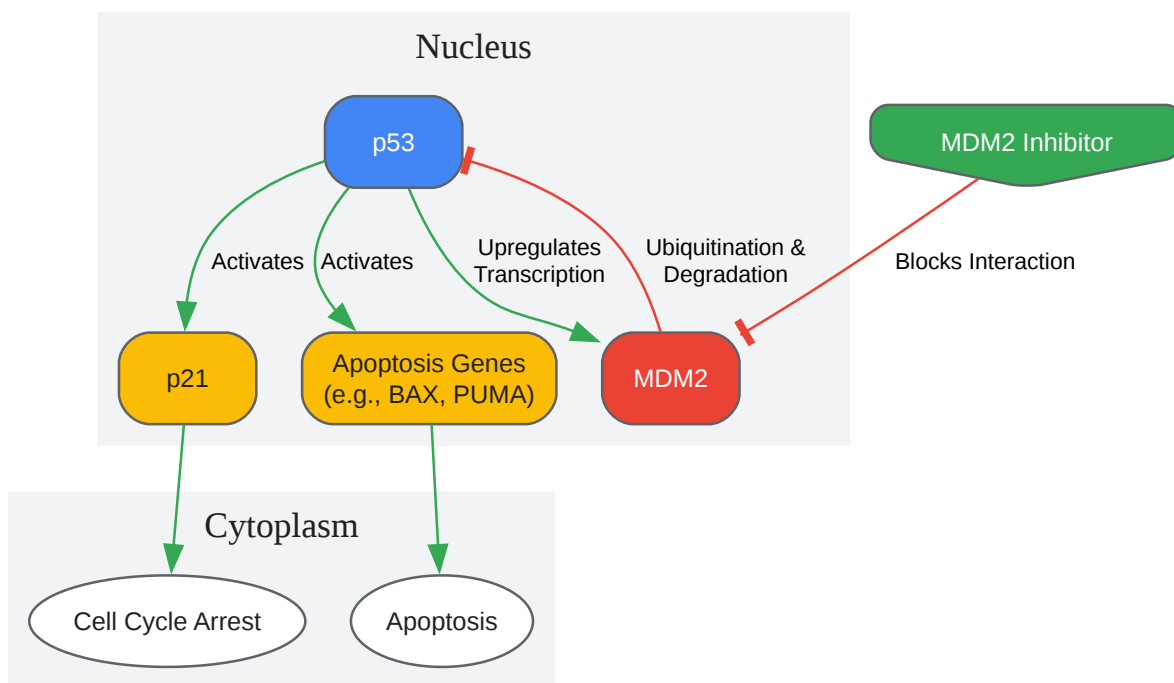 Nucleus
p53
MDM2 Inhibitor
Activates
Activates
Upregulates
Transcription
Ubiquitination &
Degradation
Blocks Interaction
p21
Apoptosis Genes
(e.g., BAX, PUMA)
MDM2
Cytoplasm
Cell Cycle Arrest
Apoptosis